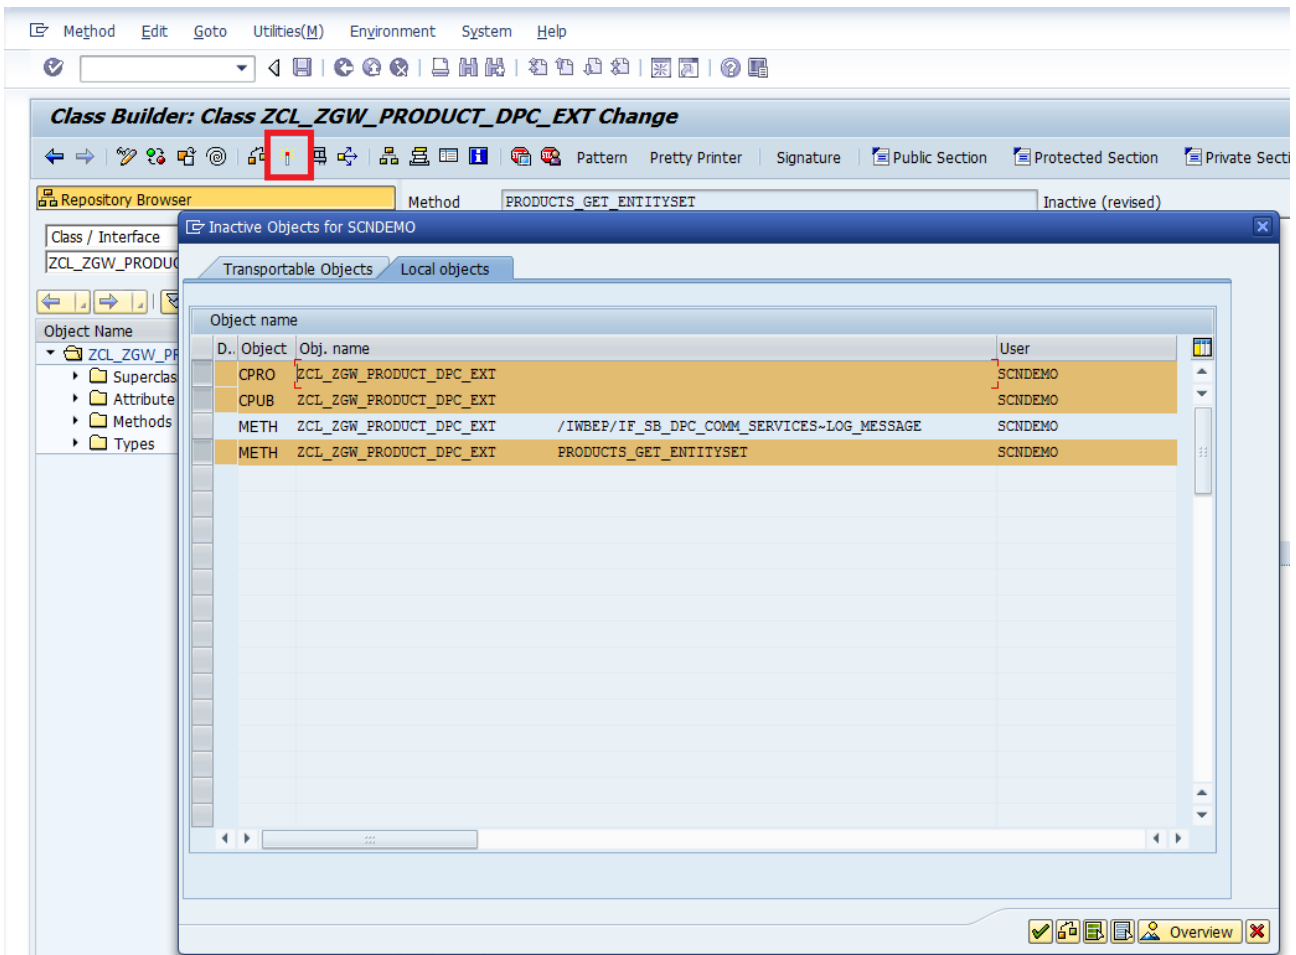 Method Edit Goto Utilities(M) Environment System Help
Class Builder: Class ZCL_ZGW_PRODUCT_DPC_EXT Change
Pattern Pretty Printer Signature Public Section Protected Section Private Secti
Repository Browser
Method PRODUCTS_GET_ENTITYSET Inactive (revised)
Class / Interface
ZCL_ZGW_PRODUC
Object Name
ZCL_ZGW_PR
Superclas
Attribute
Methods
Types
Inactive Objects for SCNDEMO
Transportable Objects Local objects
Object name
D.. Object Obj. name User
CPRO ZCL_ZGW_PRODUCT_DPC_EXT SCNDEMO
CPUB ZCL_ZGW_PRODUCT_DPC_EXT SCNDEMO
METH ZCL_ZGW_PRODUCT_DPC_EXT /IWBEP/IF_SB_DPC_COMM_SERVICES~LOG_MESSAGE SCNDEMO
METH ZCL_ZGW_PRODUCT_DPC_EXT PRODUCTS_GET_ENTITYSET SCNDEMO
Overview